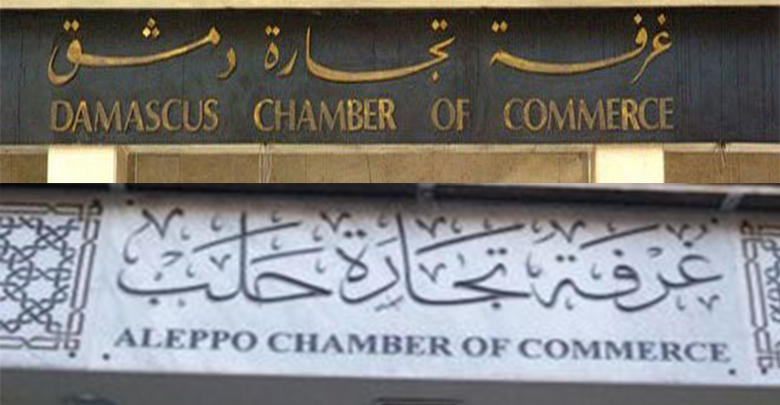 غرفة تجارة دمشق
DAMASCUS CHAMBER OF COMMERCE
غرفة تجارة حلب
ALEPPO CHAMBER OF COMMERCE